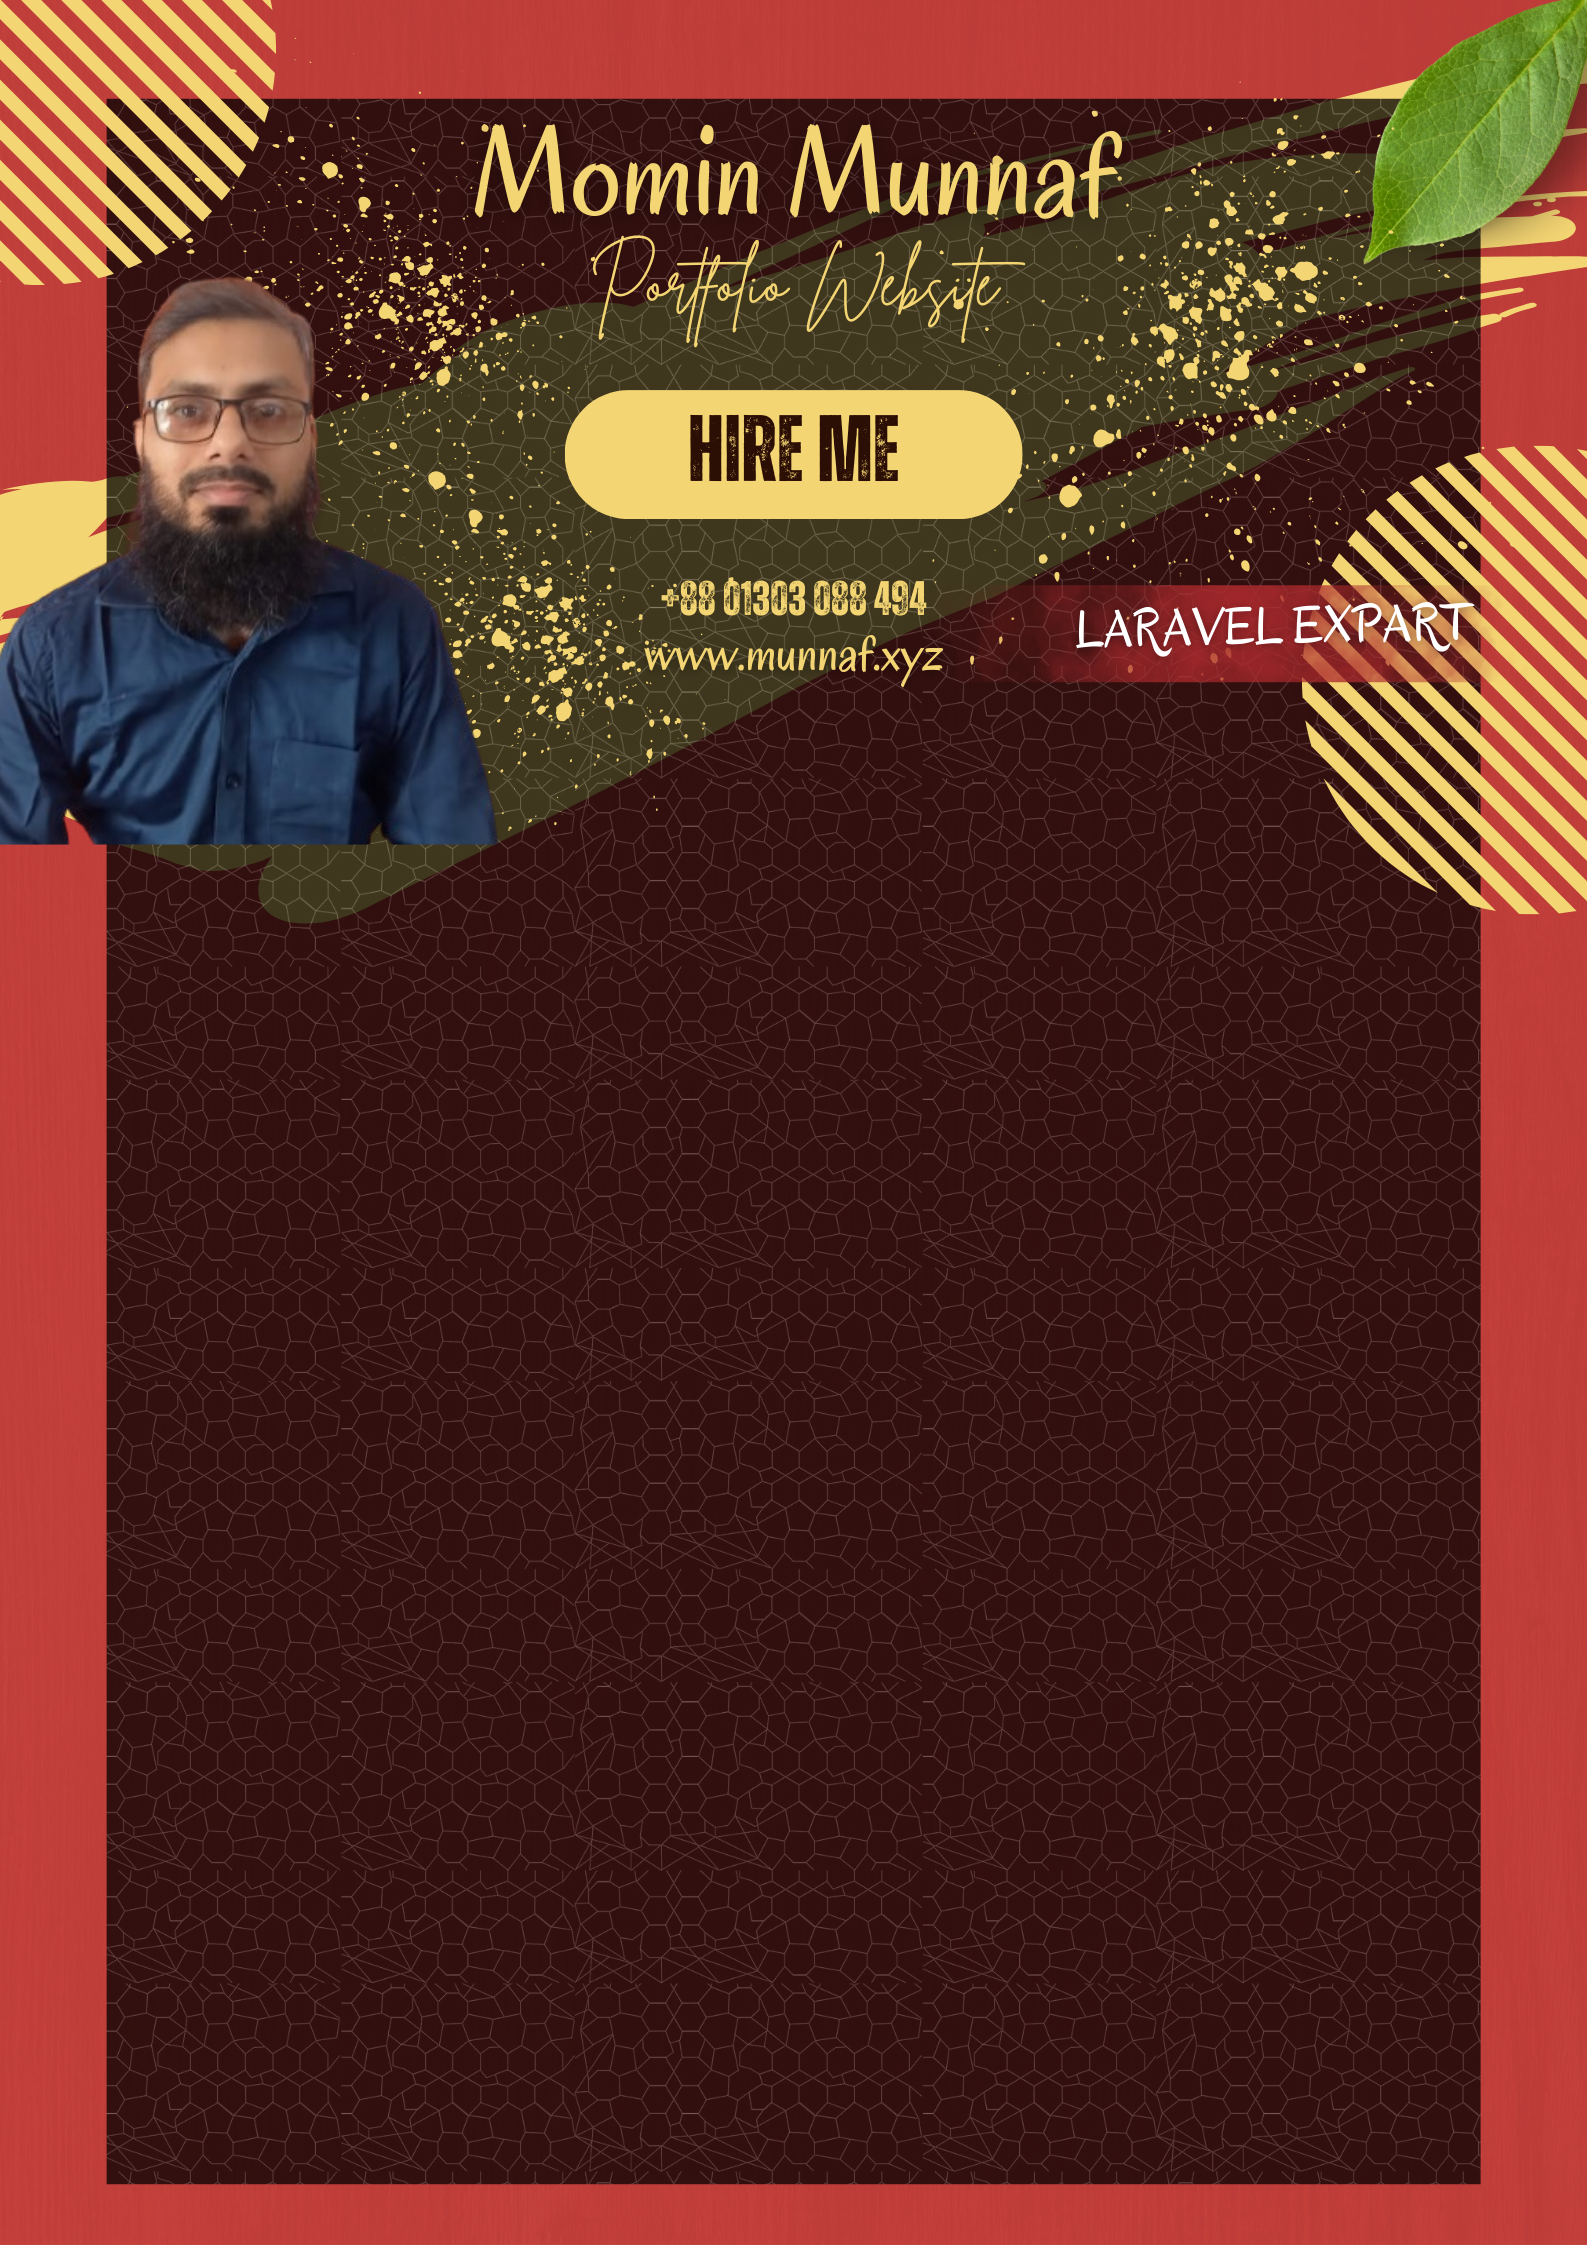 Momin Munnaf
Portfolio Website
HIRE ME
+88 01303 088 494
www.munnaf.xyz
LARAVEL EXPART